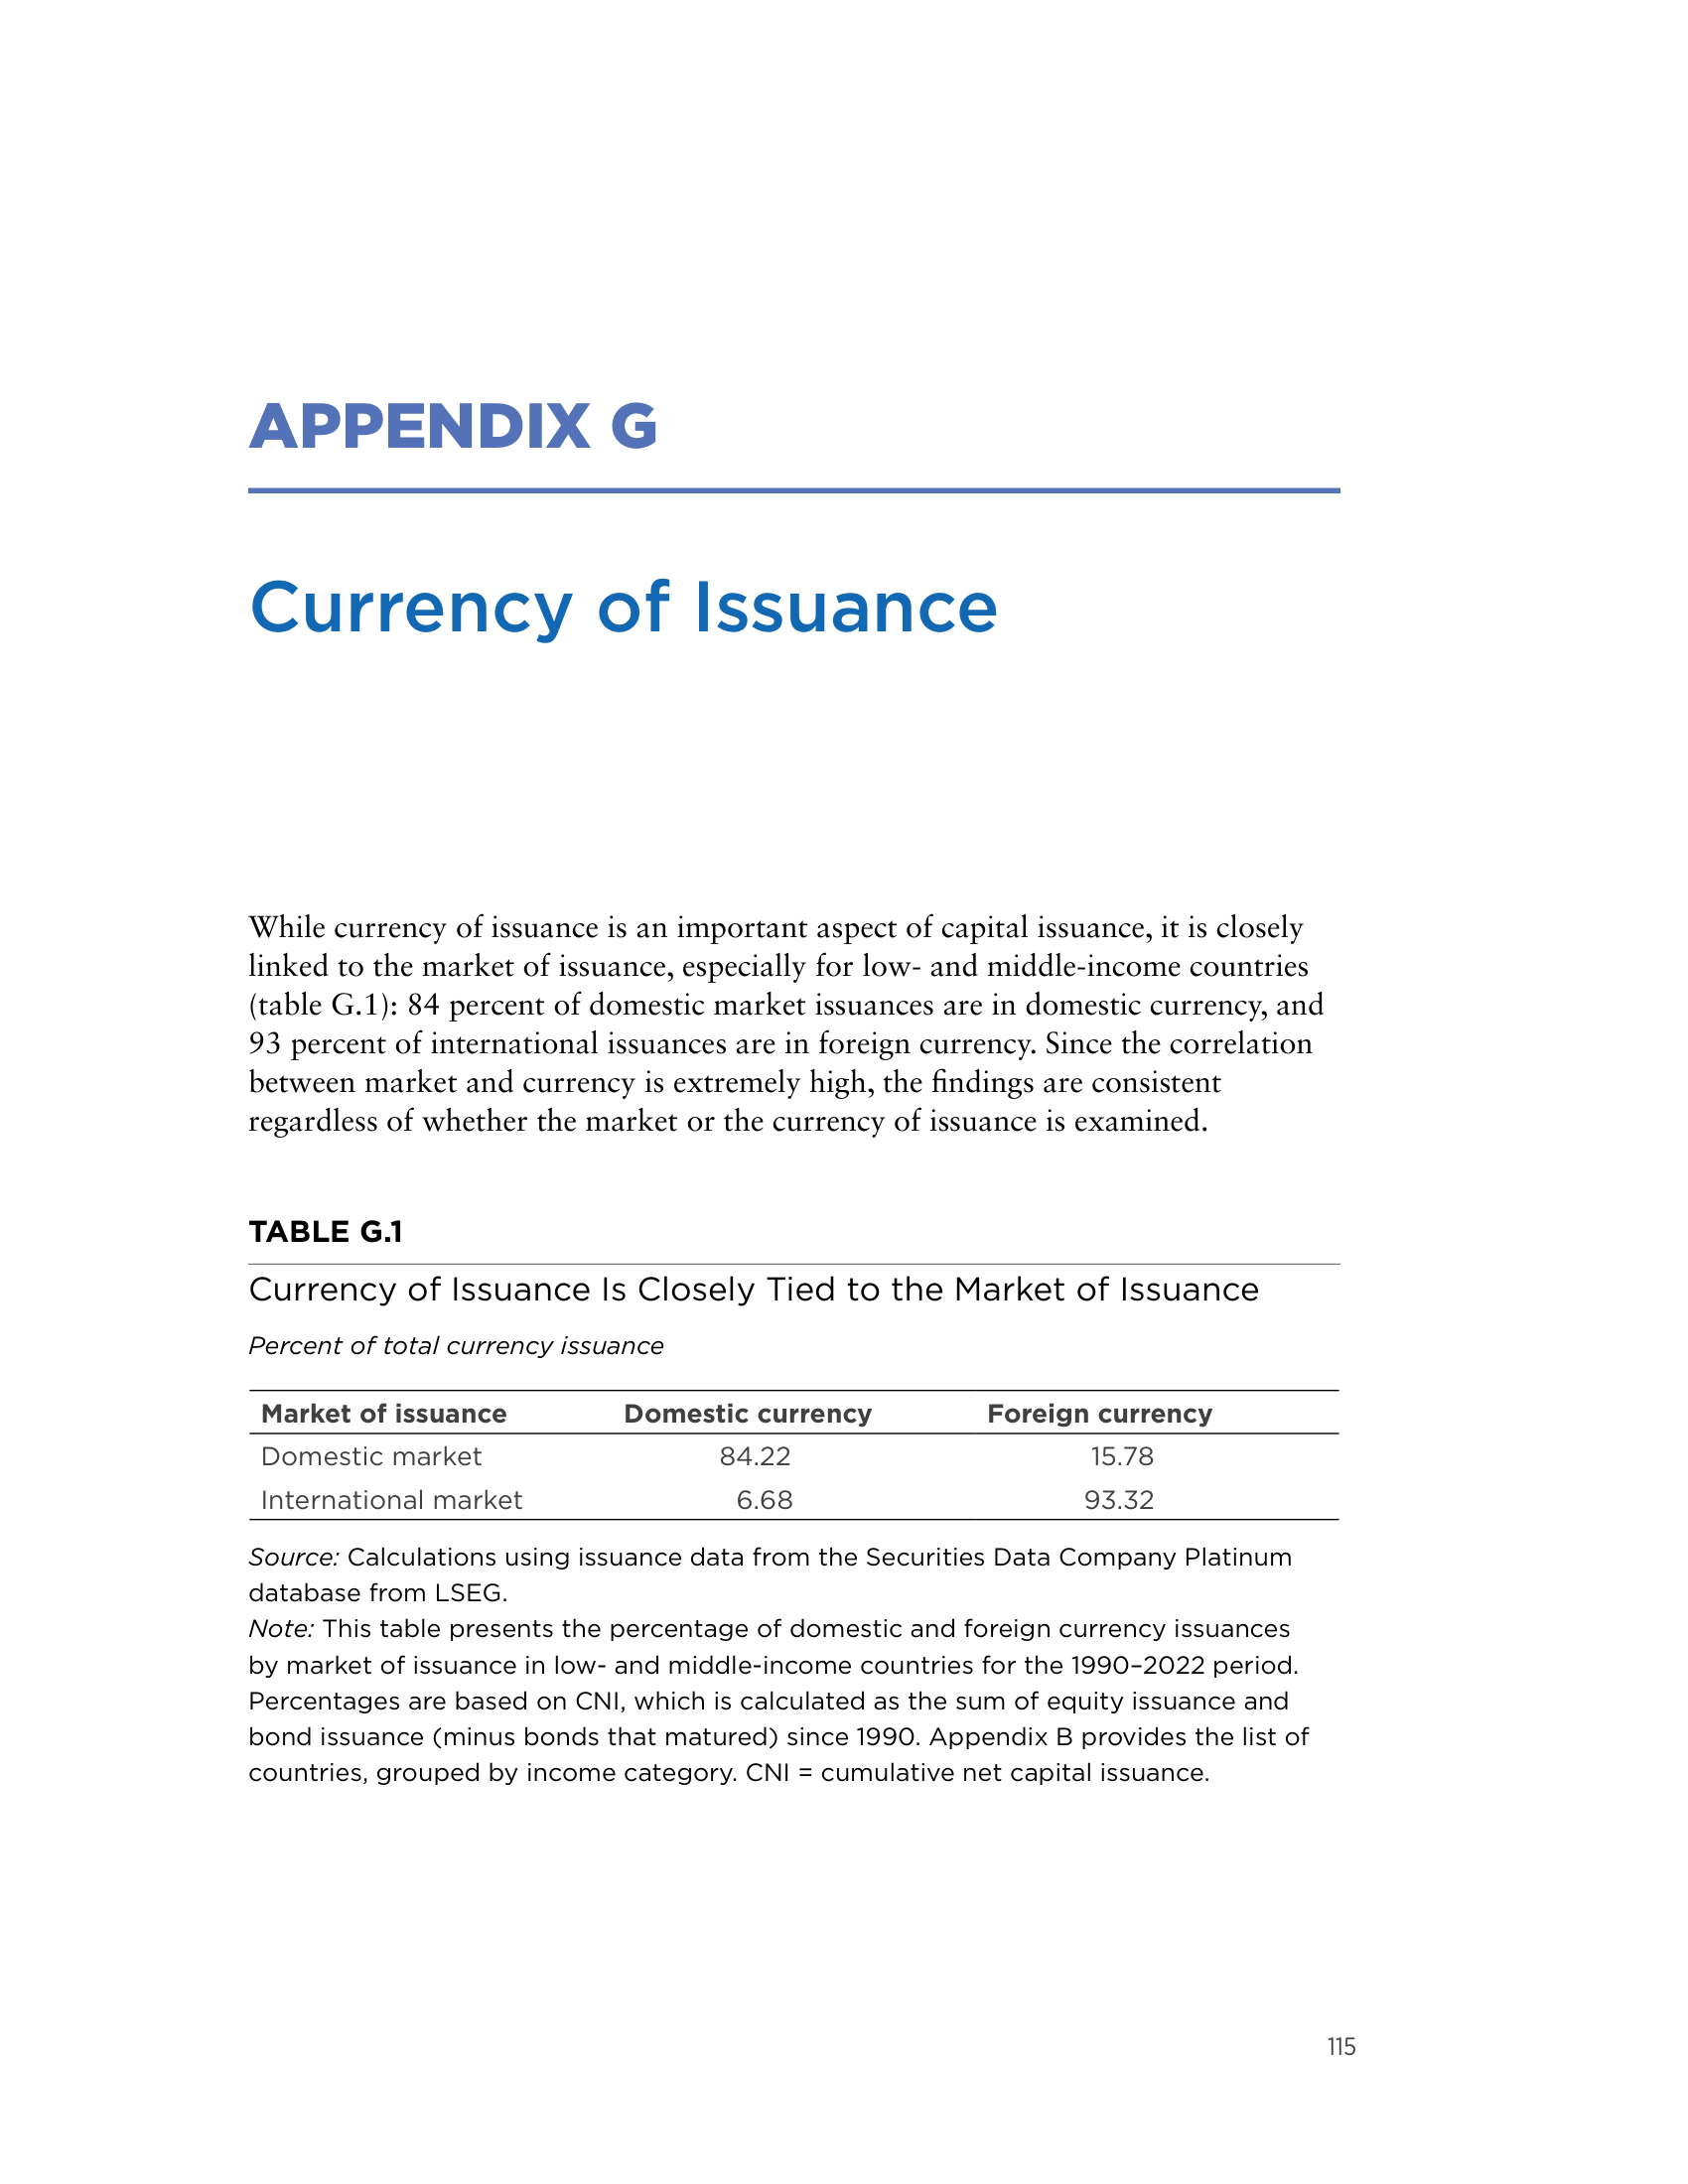 APPENDIX G
Currency of Issuance
While currency of issuance is an important aspect of capital issuance, it is closely
linked to the market of issuance, especially for low- and middle-income countries
(table G.1): 84 percent of domestic market issuances are in domestic currency, and
93 percent of international issuances are in foreign currency. Since the correlation
between market and currency is extremely high, the findings are consistent
regardless of whether the market or the currency of issuance is examined.
TABLE G.1
Currency of Issuance Is Closely Tied to the Market of Issuance
Percent of total currency issuance
Market of issuance Domestic currency Foreign currency
Domestic market 84.22 15.78
International market 6.68 93.32
Source: Calculations using issuance data from the Securities Data Company Platinum
database from LSEG.
Note: This table presents the percentage of domestic and foreign currency issuances
by market of issuance in low- and middle-income countries for the 1990–2022 period.
Percentages are based on CNI, which is calculated as the sum of equity issuance and
bond issuance (minus bonds that matured) since 1990. Appendix B provides the list of
countries, grouped by income category. CNI = cumulative net capital issuance.
115